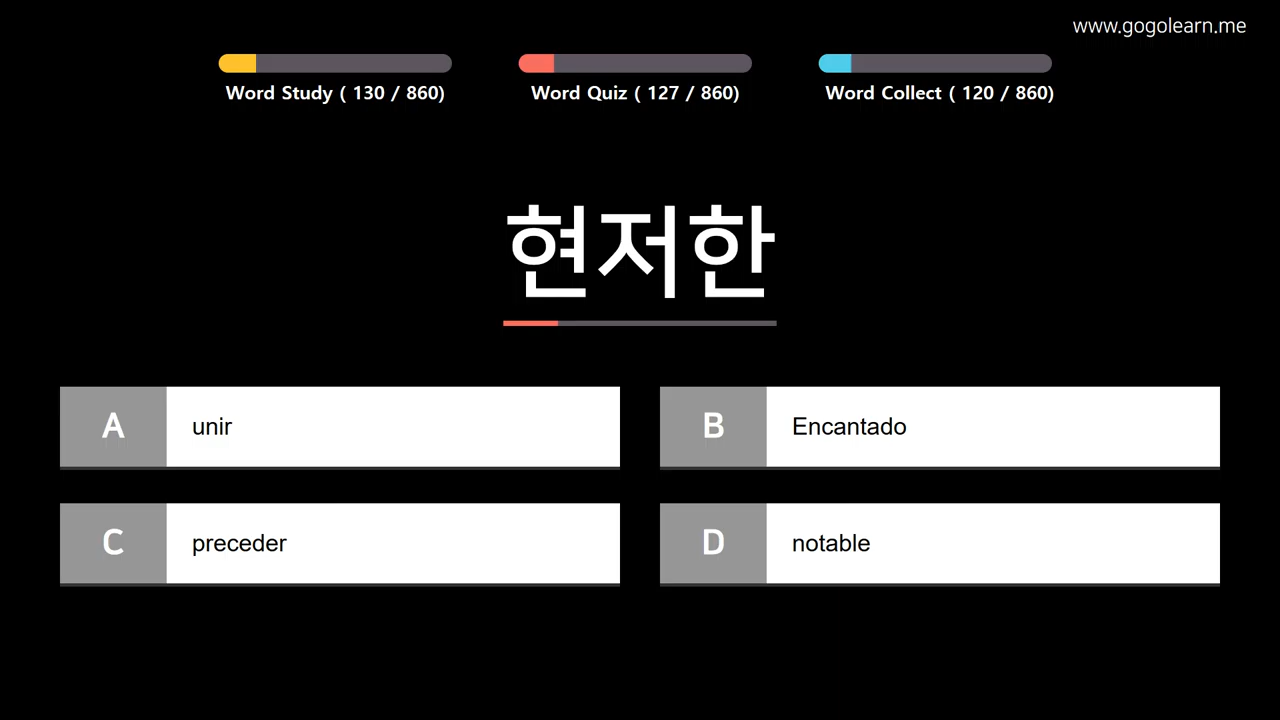 www.gogolearn.me
Word Study ( 130 / 860)
Word Quiz ( 127 / 860)
Word Collect ( 120 / 860)
현저한
A unir
B Encantado
C preceder
D notable